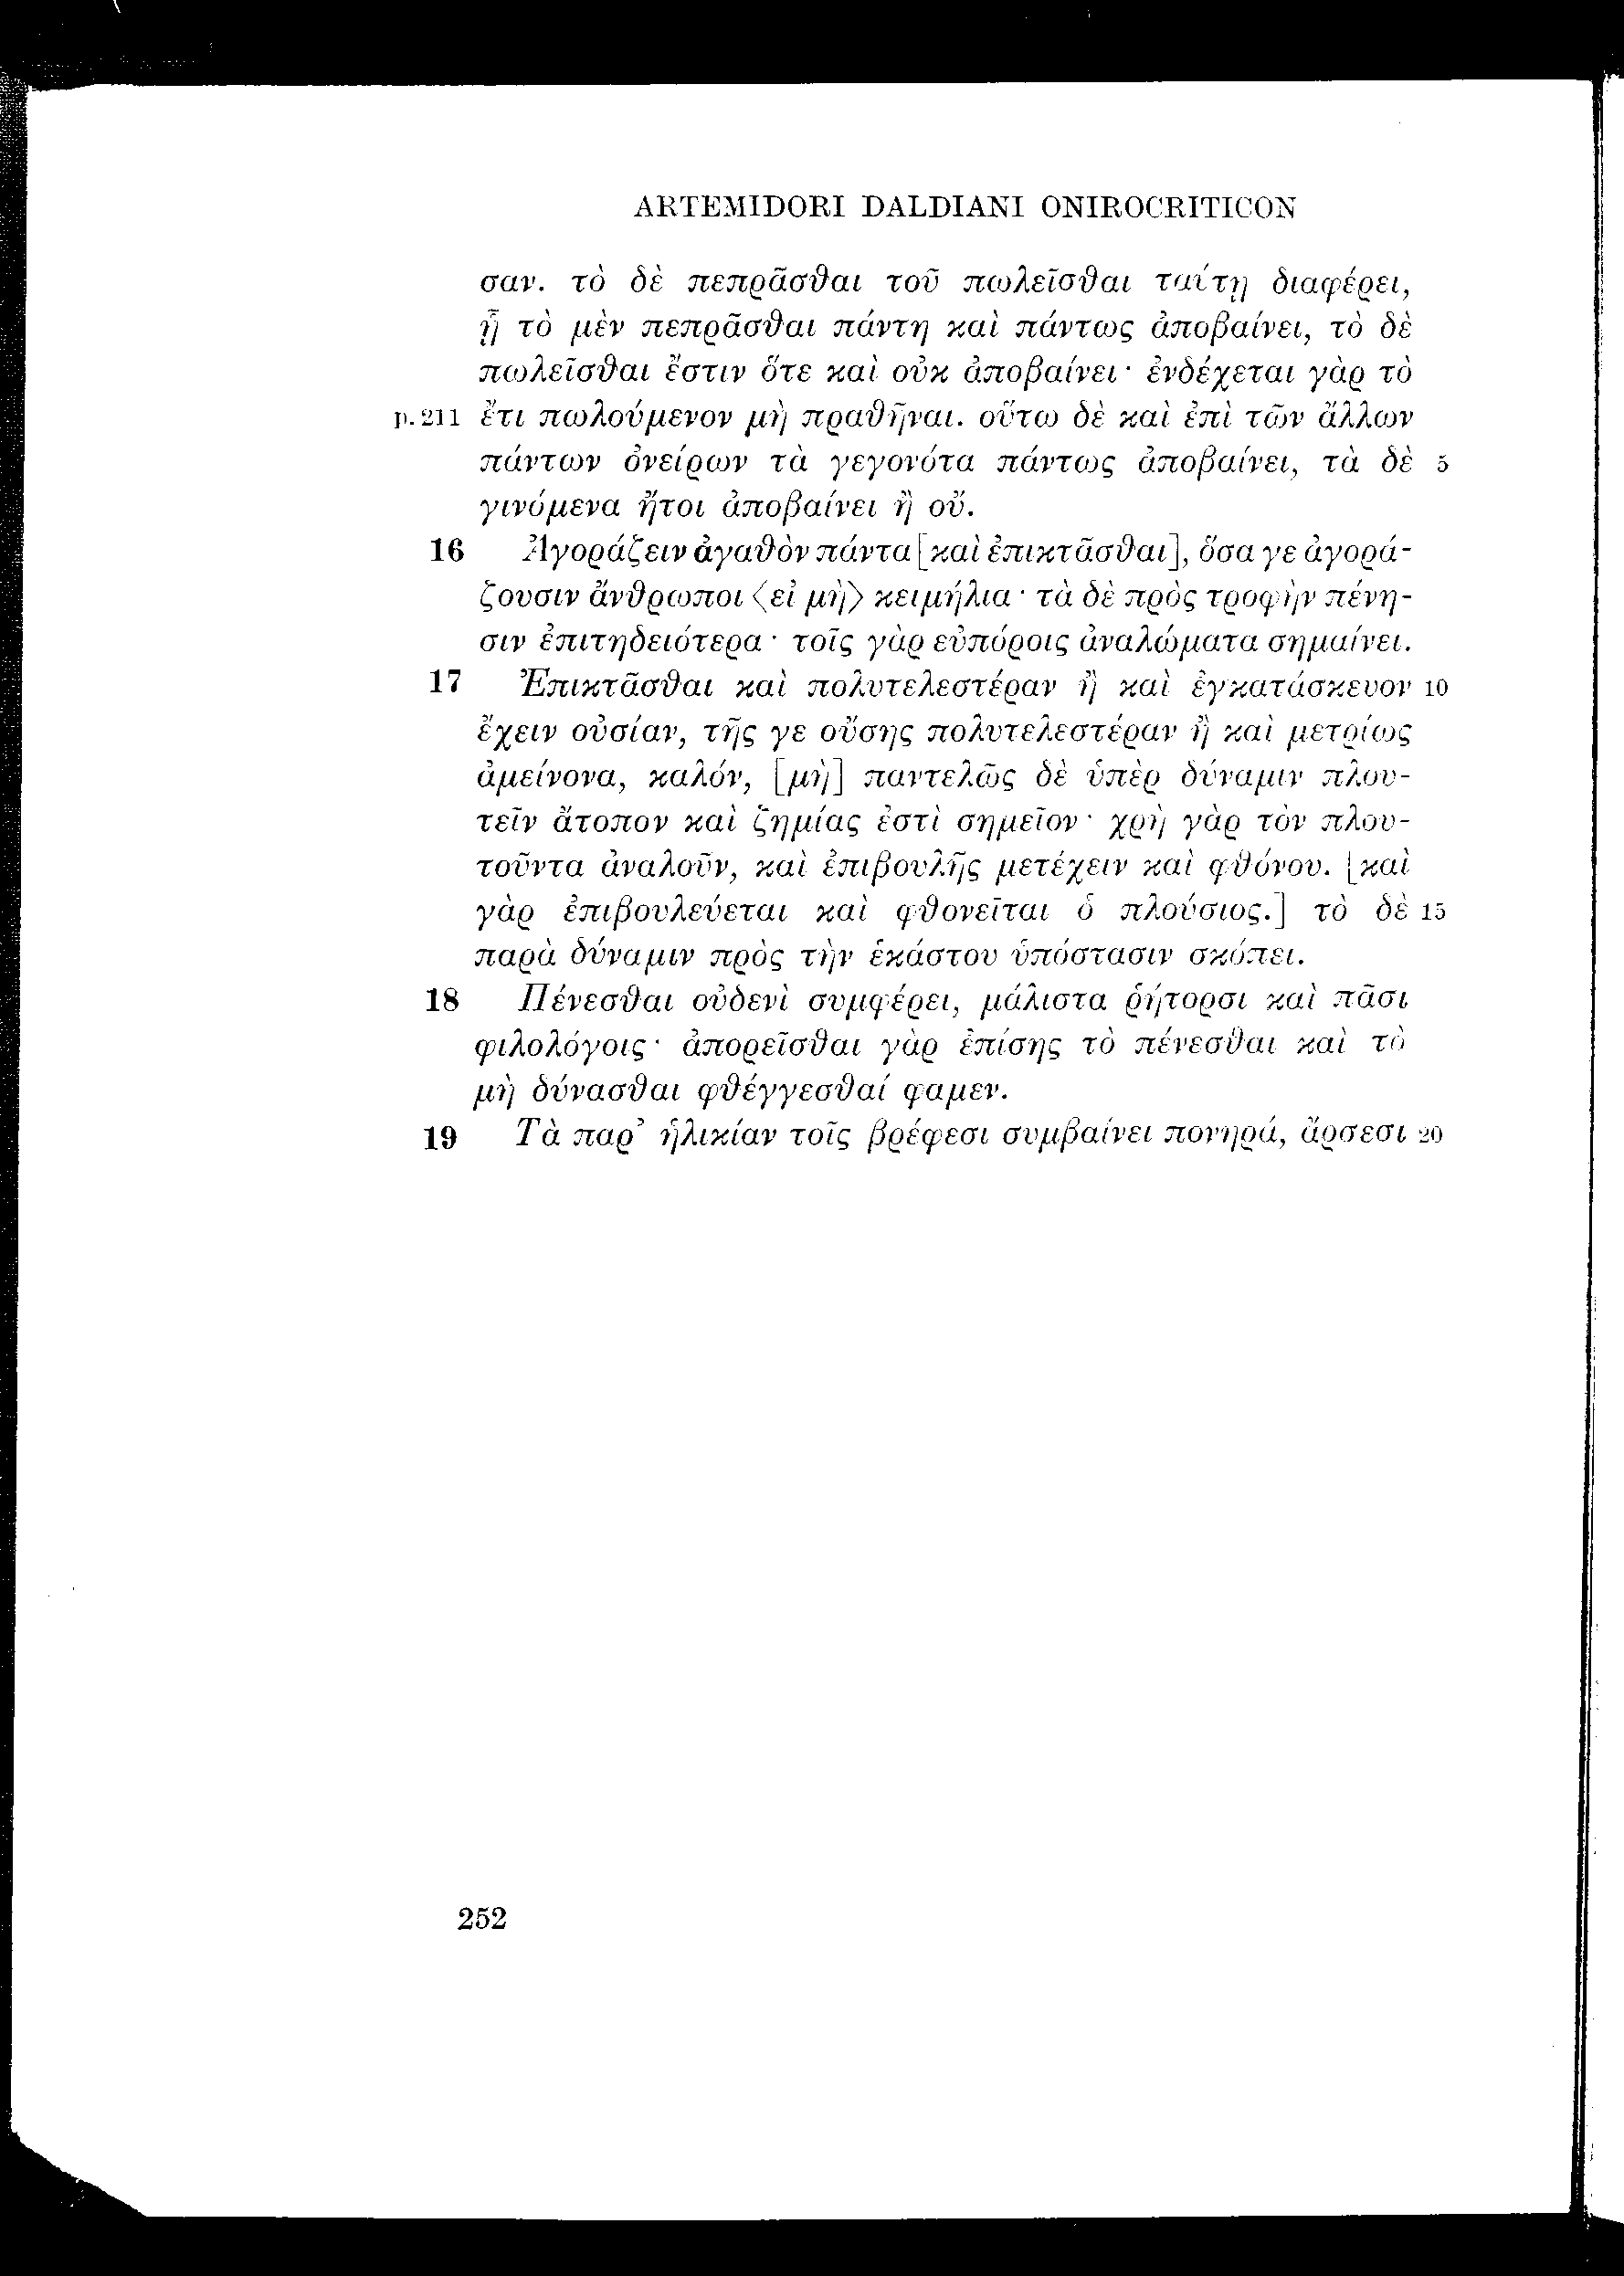 ARTEMIDORI DALDIANI ONIROCRITICON
σαν. τὸ δὲ πεπρᾶσθαι τοῦ πωλεῖσθαι ταύτῃ διαφέρει,
ᾗ τὸ μὲν πεπρᾶσθαι πάντη καὶ πάντως ἀποβαίνει, τὸ δὲ
πωλεῖσθαι ἔστιν ὅτε καὶ οὐκ ἀποβαίνει· ἐνδέχεται γὰρ τὸ
p. 211 ἔτι πωλούμενον μὴ πραθῆναι. οὕτω δὲ καὶ ἐπὶ τῶν ἄλλων
πάντων ὀνείρων τὰ γεγονότα πάντως ἀποβαίνει, τὰ δὲ 5
γινόμενα ἤτοι ἀποβαίνει ἢ οὔ.
16 Ἀγοράζειν ἀγαθὸν πάντα [καὶ ἐπικτᾶσθαι], ὅσα γε ἀγορά-
ζουσιν ἄνθρωποι ⟨εἰ μὴ⟩ κειμήλια· τὰ δὲ πρὸς τροφὴν πένη-
σιν ἐπιτηδειότερα· τοῖς γὰρ εὐπόροις ἀναλώματα σημαίνει.
17 Ἐπικτᾶσθαι καὶ πολυτελεστέραν ἢ καὶ ἐγκατάσκευον 10
ἔχειν οὐσίαν, τῆς γε οὔσης πολυτελεστέραν ἢ καὶ μετρίως
ἀμείνονα, καλόν, [μὴ] παντελῶς δὲ ὑπὲρ δύναμιν πλου-
τεῖν ἄτοπον καὶ ζημίας ἐστὶ σημεῖον· χρὴ γὰρ τὸν πλου-
τοῦντα ἀναλοῦν, καὶ ἐπιβουλῆς μετέχειν καὶ φθόνου. [καὶ
γὰρ ἐπιβουλεύεται καὶ φθονεῖται ὁ πλούσιος.] τὸ δὲ 15
παρὰ δύναμιν πρὸς τὴν ἑκάστου ὑπόστασιν σκόπει.
18 Πένεσθαι οὐδενὶ συμφέρει, μάλιστα ῥήτορσι καὶ πᾶσι
φιλολόγοις· ἀπορεῖσθαι γὰρ ἐπίσης τὸ πένεσθαι καὶ τὸ
μὴ δύνασθαι φθέγγεσθαί φαμεν.
19 Τὰ παρ’ ἡλικίαν τοῖς βρέφεσι συμβαίνει πονηρά, ἄρσεσι 20
252